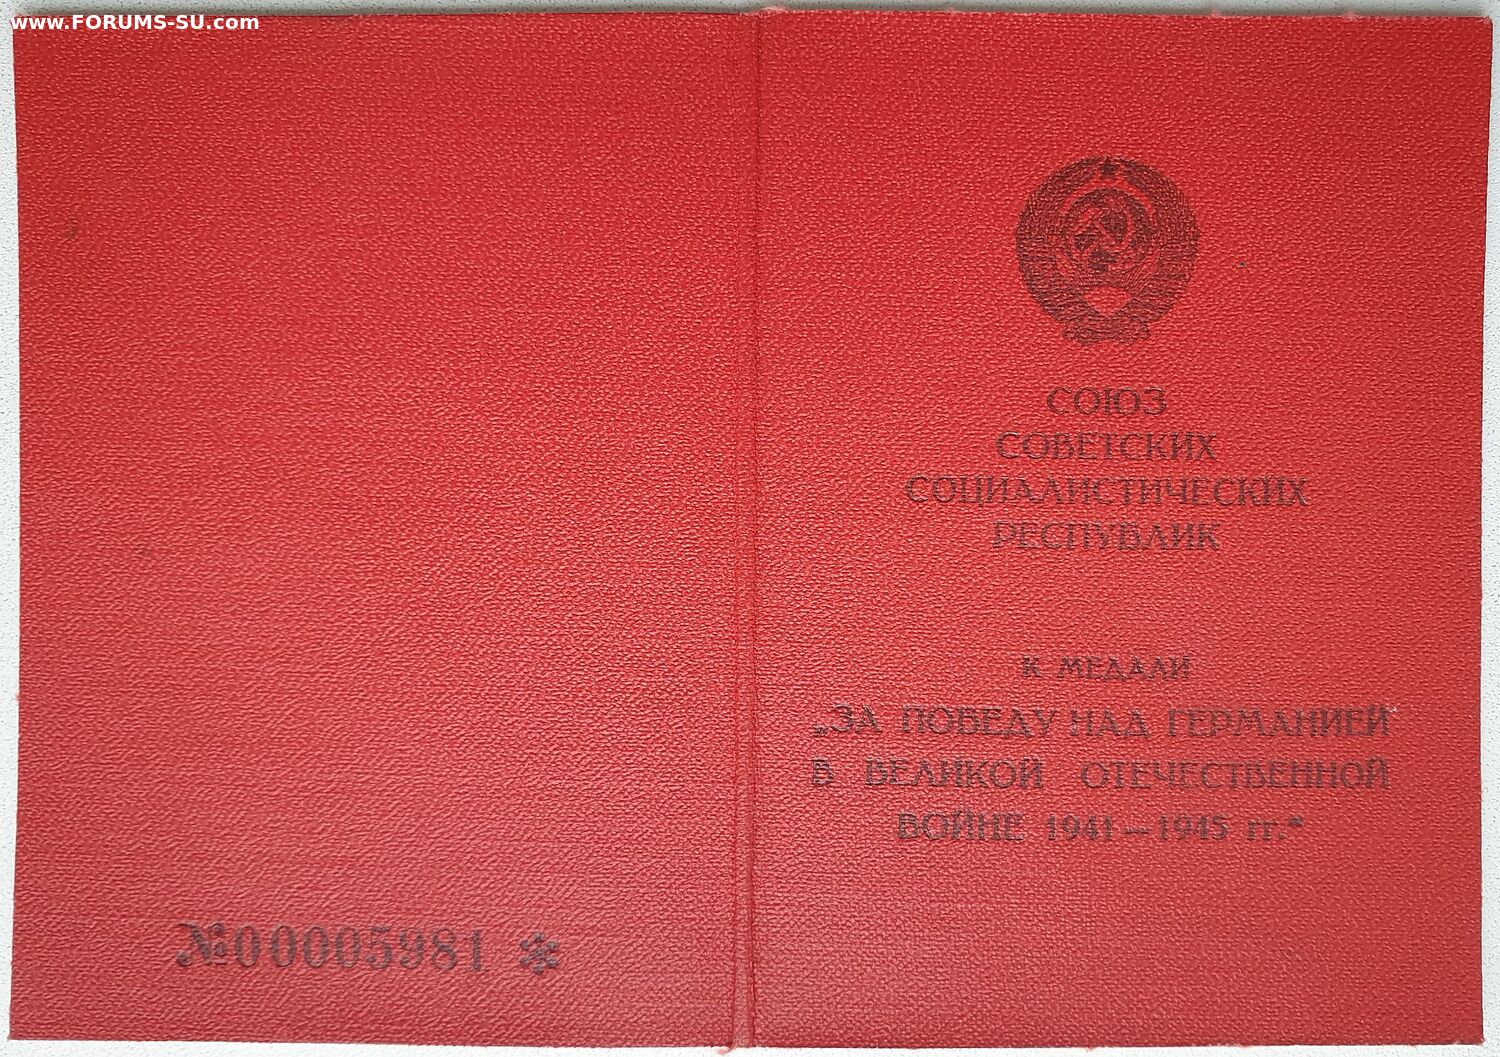 www.FORUMS-SU.com
СОЮЗ
СОВЕТСКИХ
СОЦИАЛИСТИЧЕСКИХ
РЕСПУБЛИК
К МЕДАЛИ
„ЗА ПОБЕДУ НАД ГЕРМАНИЕЙ
В ВЕЛИКОЙ ОТЕЧЕСТВЕННОЙ
ВОЙНЕ 1941—1945 гг.“
№00005981 *